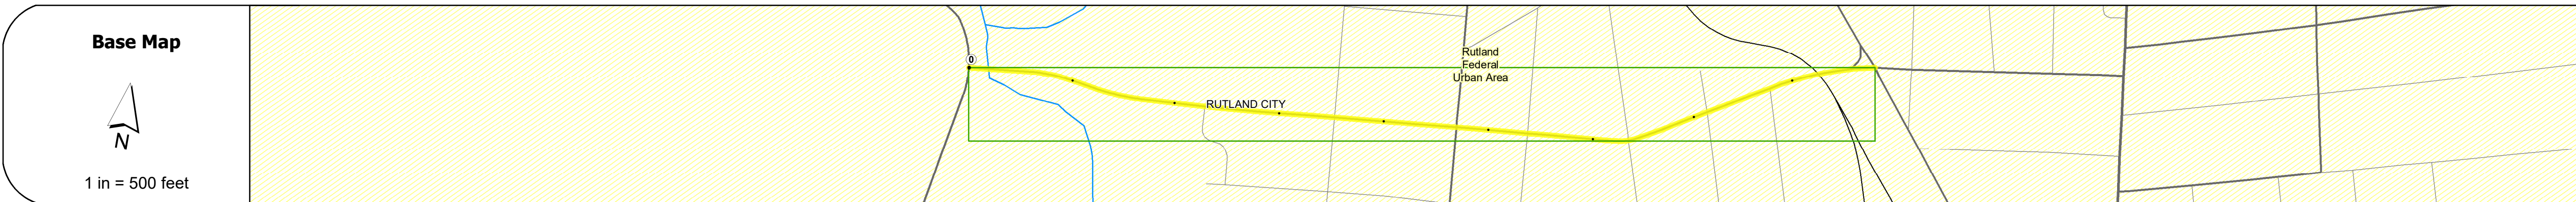 Base Map
N
1 in = 500 feet
0
Rutland
Federal
Urban Area
RUTLAND CITY